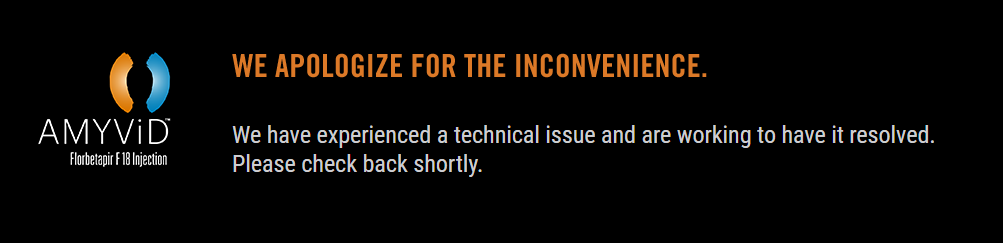 WE APOLOGIZE FOR THE INCONVENIENCE.
AMYViD™
Florbetapir F 18 Injection
We have experienced a technical issue and are working to have it resolved.
Please check back shortly.